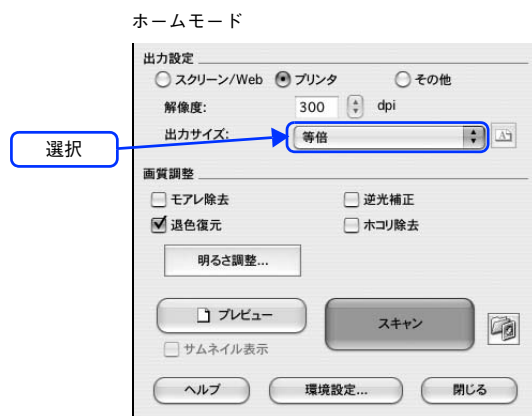 ホームモード
出力設定
スクリーン/Web プリンタ その他
解像度: 300 dpi
出力サイズ: 等倍
選択
画質調整
モアレ除去 逆光補正
退色復元 ホコリ除去
明るさ調整...
プレビュー スキャン
サムネイル表示
ヘルプ 環境設定... 閉じる